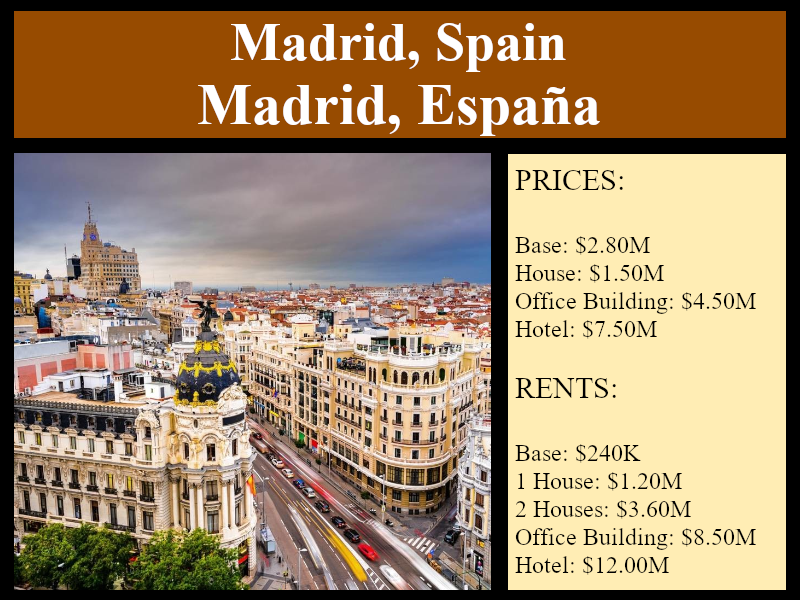 Madrid, Spain
Madrid, España
PRICES:
Base: $2.80M
House: $1.50M
Office Building: $4.50M
Hotel: $7.50M
RENTS:
Base: $240K
1 House: $1.20M
2 Houses: $3.60M
Office Building: $8.50M
Hotel: $12.00M